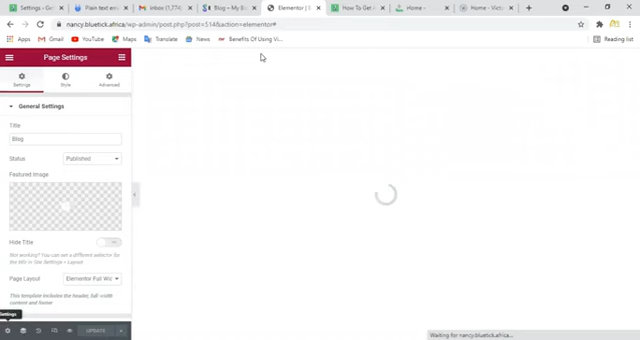 Settings ‹ G
Plain text em
Inbox (1,774
Blog – My Bl
Elementor | 
How To Get
Home -
Home - Vict
nancy.bluetick.africa/wp-admin/post.php?post=514&action=elementor#
Apps
Gmail
YouTube
Maps
Translate
News
Benefits Of Using Vi...
Reading list
Page Settings
Settings
Style
Advanced
General Settings
Title
Blog
Status
Published
Featured Image
Hide Title
Not working? You can set a different selector for
the title in Site Settings > Layout
Page Layout
Elementor Full Wid
This template includes the header, full-width
content and footer
Settings
UPDATE
Waiting for nancy.bluetick.africa...